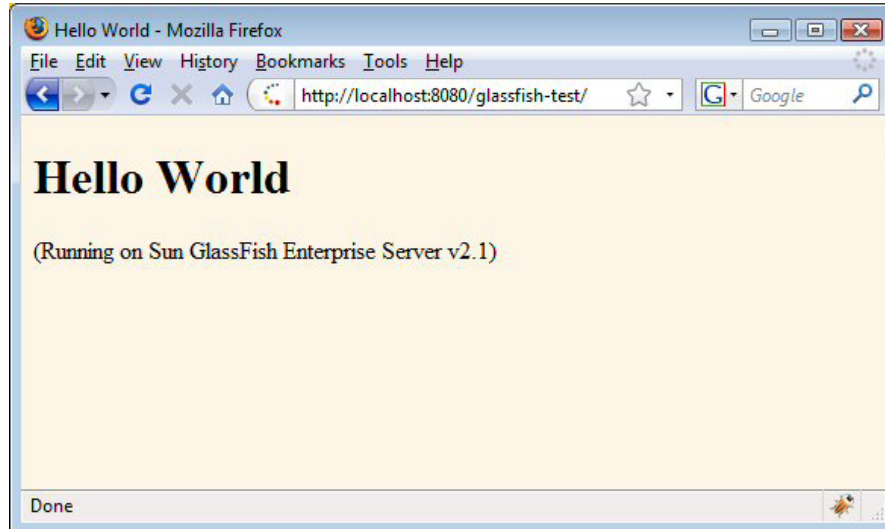 Hello World - Mozilla Firefox
File Edit View History Bookmarks Tools Help
http://localhost:8080/glassfish-test/ G Google
Hello World
(Running on Sun GlassFish Enterprise Server v2.1)
Done